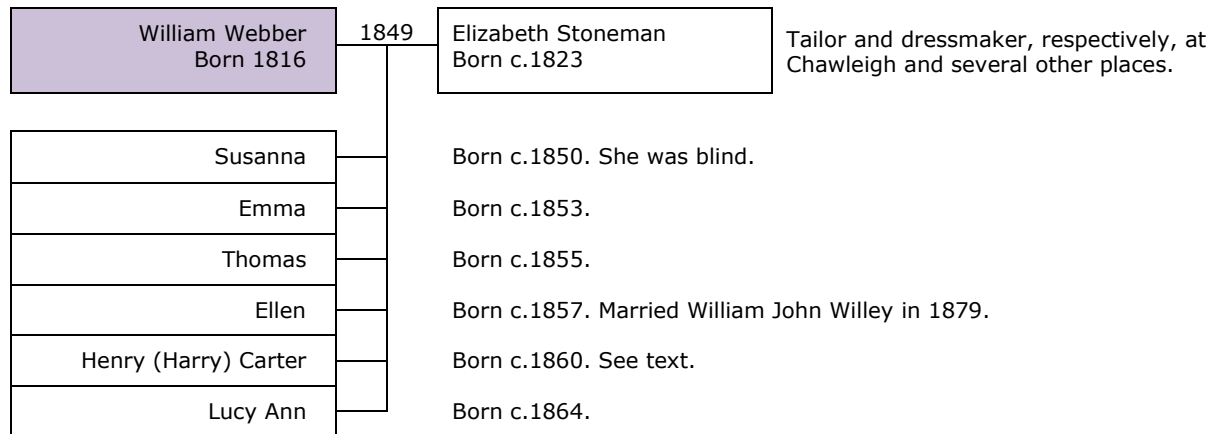 William Webber
Born 1816
1849
Elizabeth Stoneman
Born c.1823
Tailor and dressmaker, respectively, at
Chawleigh and several other places.
Susanna
Born c.1850. She was blind.
Emma
Born c.1853.
Thomas
Born c.1855.
Ellen
Born c.1857. Married William John Willey in 1879.
Henry (Harry) Carter
Born c.1860. See text.
Lucy Ann
Born c.1864.